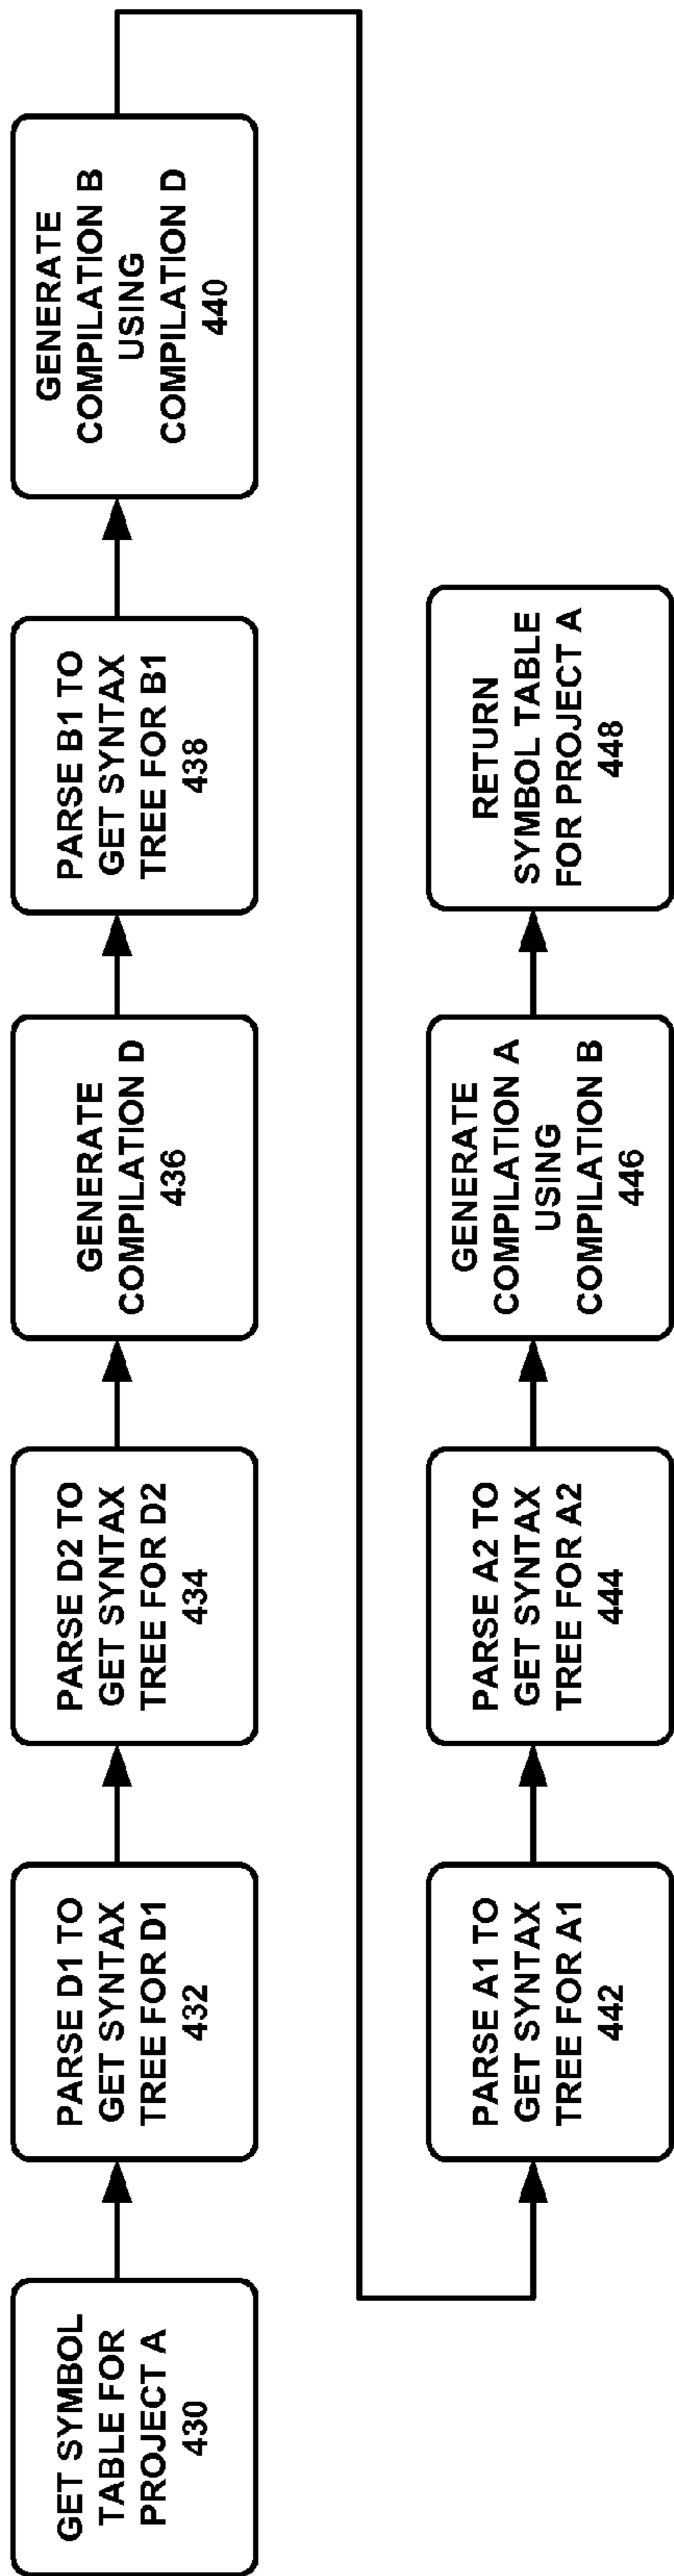 GET SYMBOL
TABLE FOR
PROJECT A
430
PARSE D1 TO
GET SYNTAX
TREE FOR D1
432
PARSE D2 TO
GET SYNTAX
TREE FOR D2
434
GENERATE
COMPILATION D
436
PARSE B1 TO
GET SYNTAX
TREE FOR B1
438
GENERATE
COMPILATION B
USING
COMPILATION D
440
PARSE A1 TO
GET SYNTAX
TREE FOR A1
442
PARSE A2 TO
GET SYNTAX
TREE FOR A2
444
GENERATE
COMPILATION A
USING
COMPILATION B
446
RETURN
SYMBOL TABLE
FOR PROJECT A
448